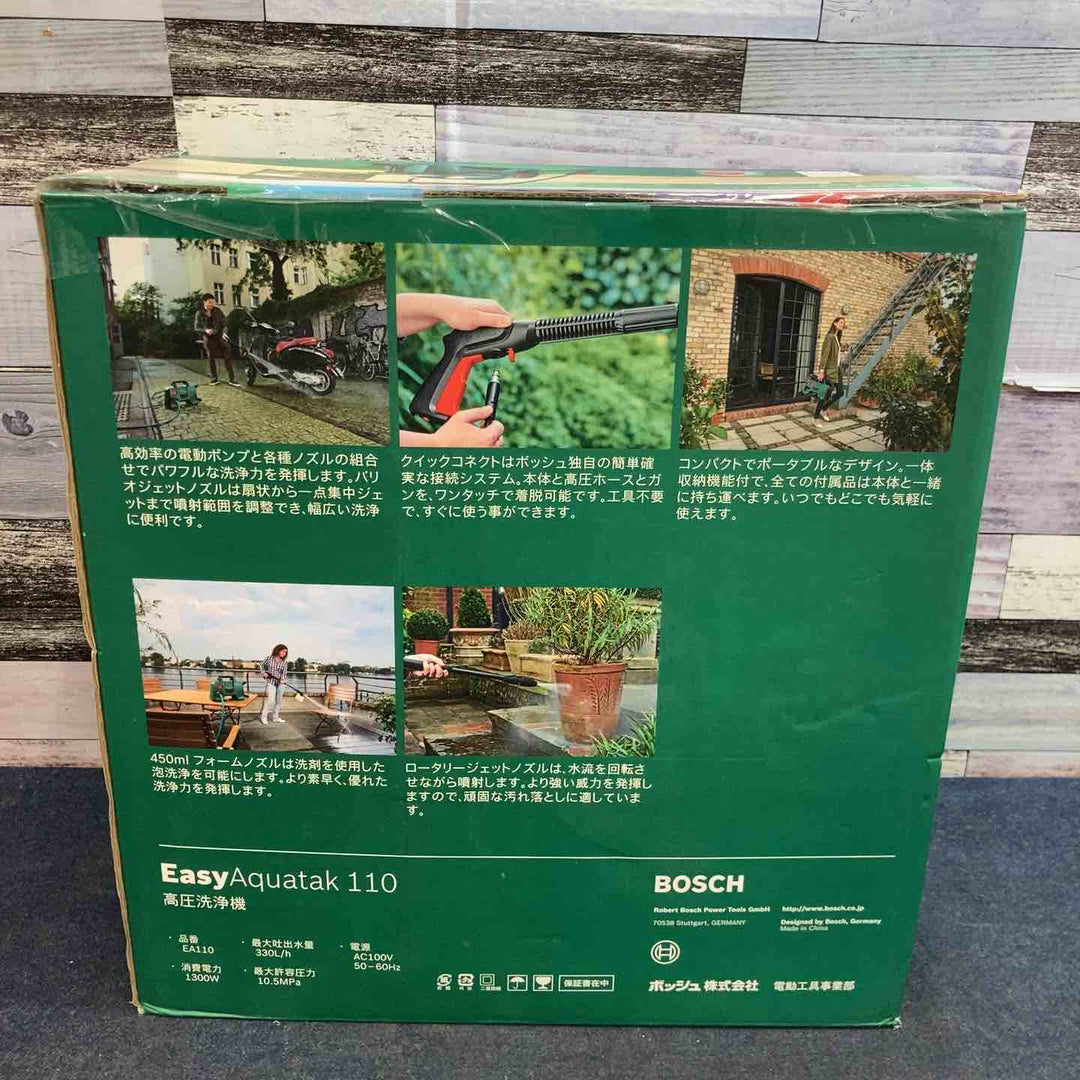 高効率の電動ポンプと各種ノズルの組合
せでパワフルな洗浄力を発揮します。バリ
オジェットノズルは扇状から一点集中ジェ
ットまで噴射範囲を調整でき、幅広い洗浄
に便利です。
クイックコネクトはボッシュ独自の簡単確
実な接続システム。本体と高圧ホースとガ
ンを、ワンタッチで着脱可能です。工具不要
で、すぐに使う事ができます。
コンパクトでポータブルなデザイン。一体
収納機能付で、全ての付属品は本体と一緒
に持ち運べます。いつでもどこでも気軽に
使えます。
450ml フォームノズルは洗剤を使用した
泡洗浄を可能にします。より素早く、優れた
洗浄力を発揮します。
ロータリージェットノズルは、水流を回転さ
せながら噴射します。より強い威力を発揮し
ますので、頑固な汚れ落としに適していま
す。
EasyAquatak 110
高圧洗浄機
・品番
EA110
・消費電力
1300W
・最大吐出水量
330L/h
・最大許容圧力
10.5MPa
・電源
AC100V
50~60Hz
保証書在中
BOSCH
Robert Bosch Power Tools GmbH
70538 Stuttgart, GERMANY
http://www.bosch.co.jp
Designed by Bosch, Germany
Made in China
ボッシュ株式会社 電動工具事業部